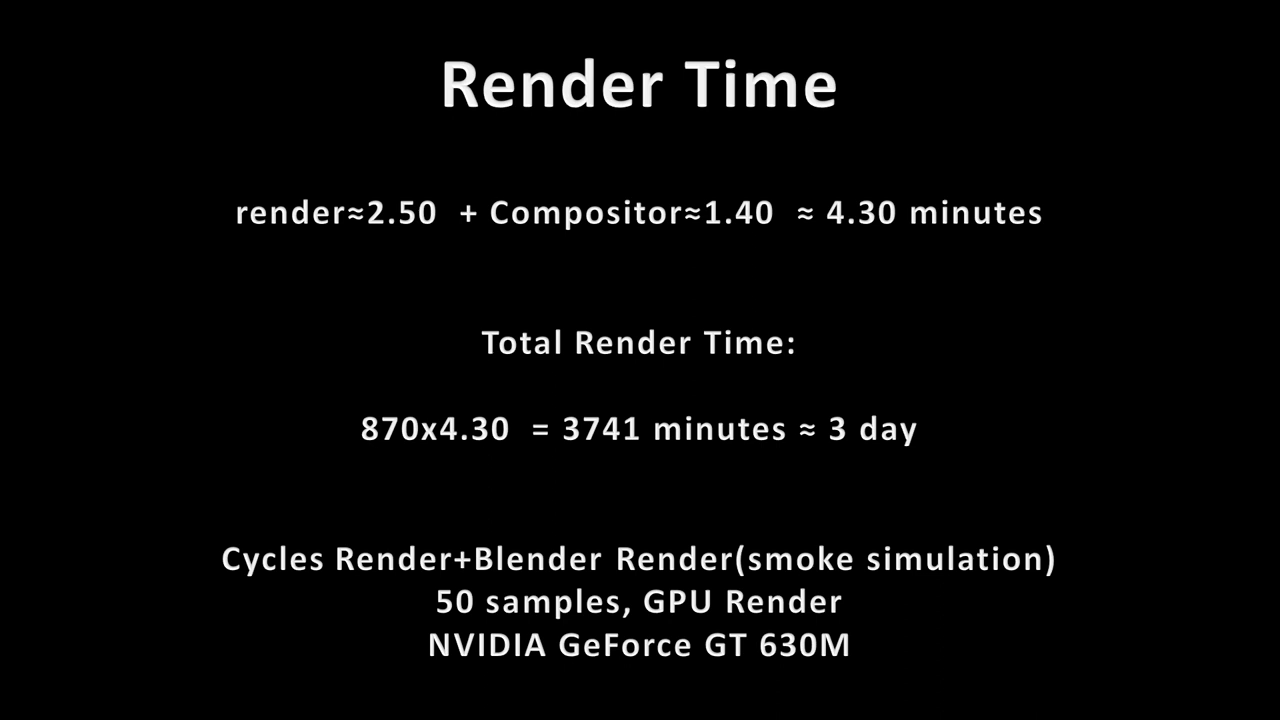 Render Time
render≈2.50 + Compositor≈1.40 ≈ 4.30 minutes
Total Render Time:
870x4.30 = 3741 minutes ≈ 3 day
Cycles Render+Blender Render(smoke simulation)
50 samples, GPU Render
NVIDIA GeForce GT 630M